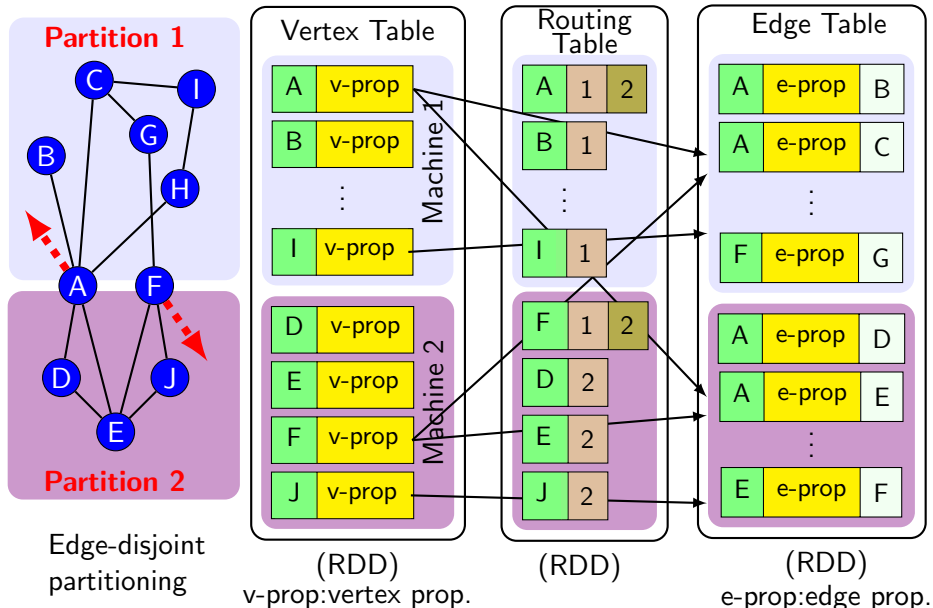 Partition 1
C
I
G
B
H
A
F
D
J
E
Partition 2
Edge-disjoint
partitioning
Vertex Table
A v-prop
B v-prop
⋮
I v-prop
Machine 1
D v-prop
E v-prop
F v-prop
J v-prop
Machine 2
(RDD)
v-prop:vertex prop.
Routing
Table
A 1 2
B 1
⋮
I 1
F 1 2
D 2
E 2
J 2
(RDD)
Edge Table
A e-prop B
A e-prop C
⋮
F e-prop G
A e-prop D
A e-prop E
⋮
E e-prop F
(RDD)
e-prop:edge prop.